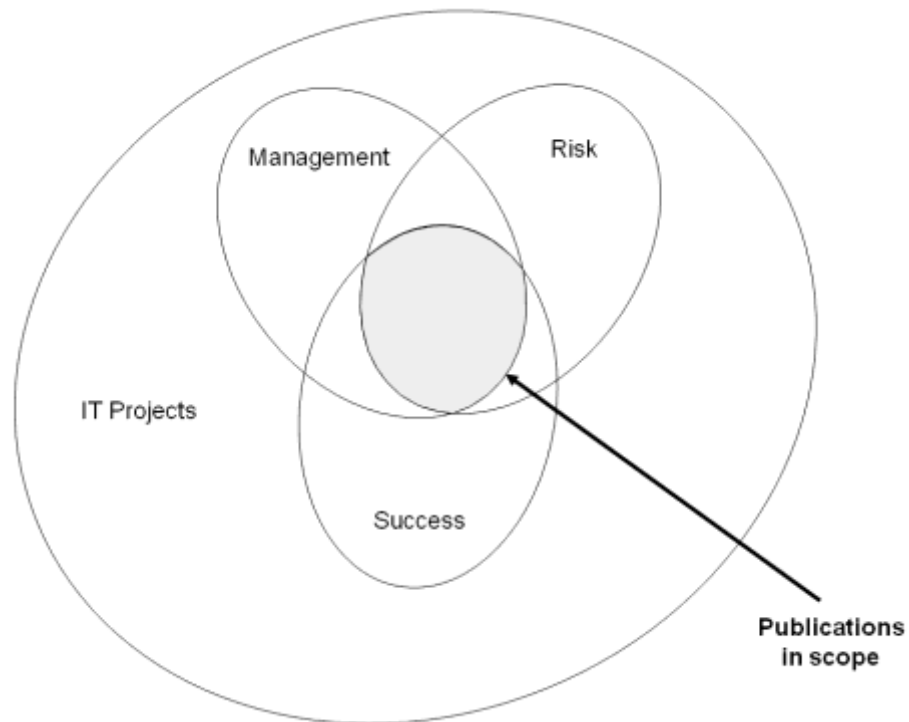 Management
Risk
IT Projects
Success
Publications
in scope